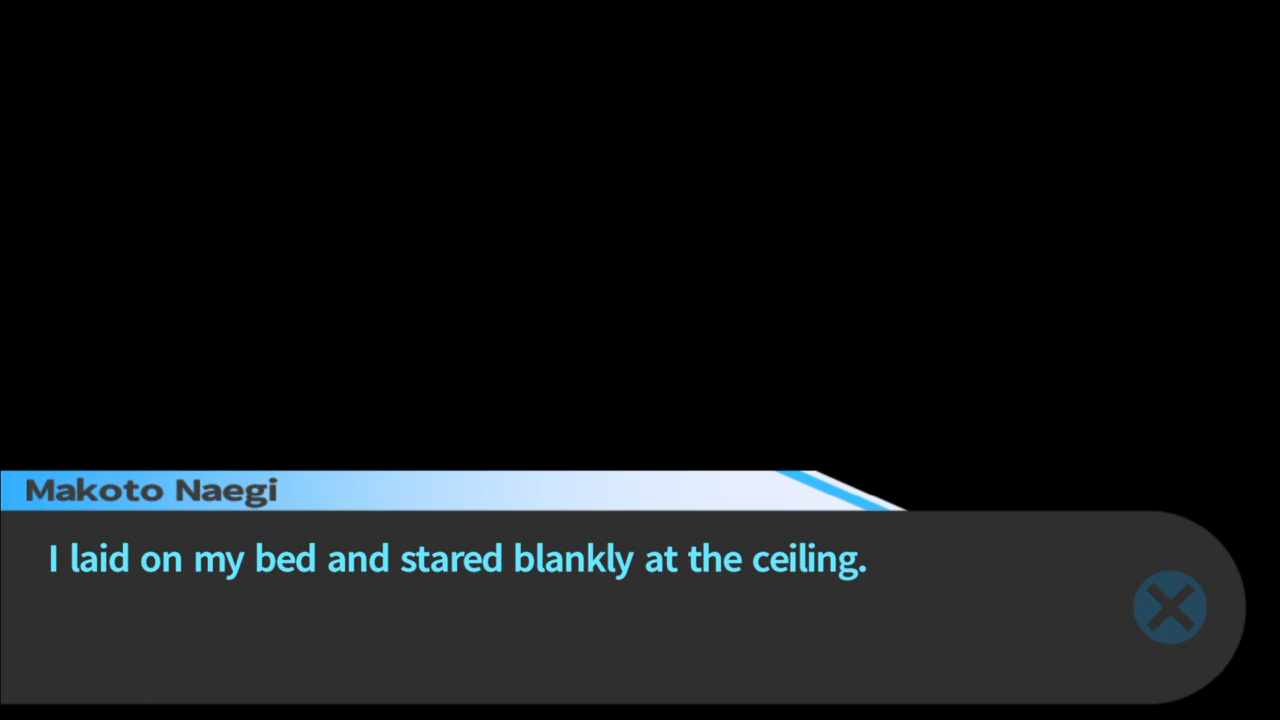 Makoto Naegi
I laid on my bed and stared blankly at the ceiling.